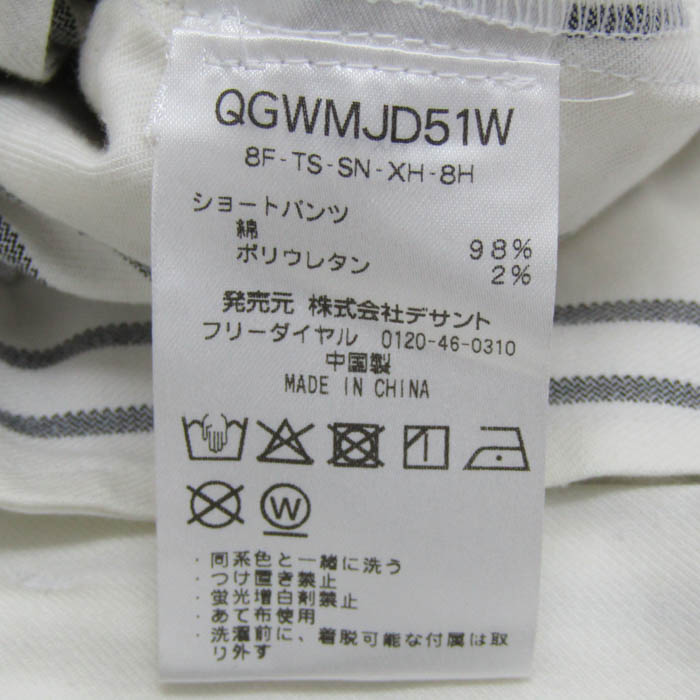 QGWMJD51W
8F-TS-SN-XH-8H
ショートパンツ
綿 98%
ポリウレタン 2%
発売元 株式会社デサント
フリーダイヤル 0120-46-0310
中国製
MADE IN CHINA
W
・同系色と一緒に洗う
・つけ置き禁止
・蛍光増白剤禁止
・あて布使用
・洗濯前に、着脱可能な付属は取
り外す